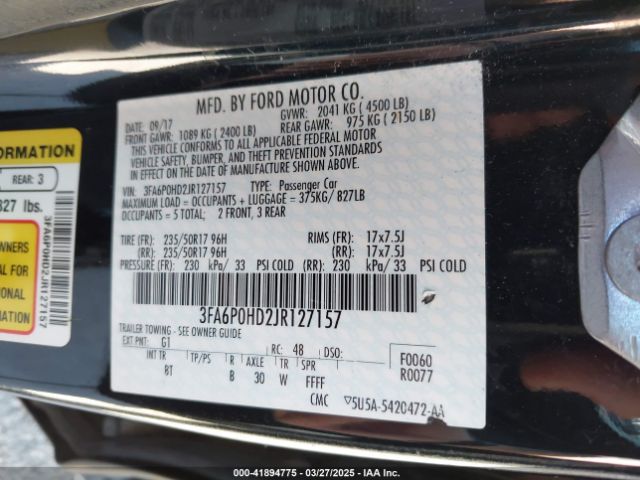 MFD. BY FORD MOTOR CO.
DATE: 09/17 GVWR: 2041 KG ( 4500 LB)
FRONT GAWR: 1089 KG ( 2400 LB) REAR GAWR: 975 KG ( 2150 LB)
THIS VEHICLE CONFORMS TO ALL APPLICABLE FEDERAL MOTOR
VEHICLE SAFETY, BUMPER, AND THEFT PREVENTION STANDARDS
IN EFFECT ON THE DATE OF MANUFACTURE SHOWN ABOVE.
VIN: 3FA6P0HD2JR127157 TYPE: Passenger Car
MAXIMUM LOAD = OCCUPANTS + LUGGAGE = 375KG/ 827LB
OCCUPANTS = 5 TOTAL; 2 FRONT, 3 REAR
TIRE (FR): 235/50R17 96H RIMS (FR): 17x7.5J
(RR): 235/50R17 96H (RR): 17x7.5J
PRESSURE (FR): 230 kPa/ 33 PSI COLD (RR): 230 kPa/ 33 PSI COLD
3FA6P0HD2JR127157
TRAILER TOWING - SEE OWNER GUIDE
EXT PNT: G1 RC: 48 DSO: F0060
INT TR TP/PS R AXLE TR SPR R0077
BT B 30 W FFFF
CMC 5U5A-5420472-AA
FORMATION
REAR: 3
827 lbs.
WNERS
AL FOR
ONAL
MATION
3FA6P0HD2JR127157
000-41894775 — 03/27/2025 — IAA Inc.